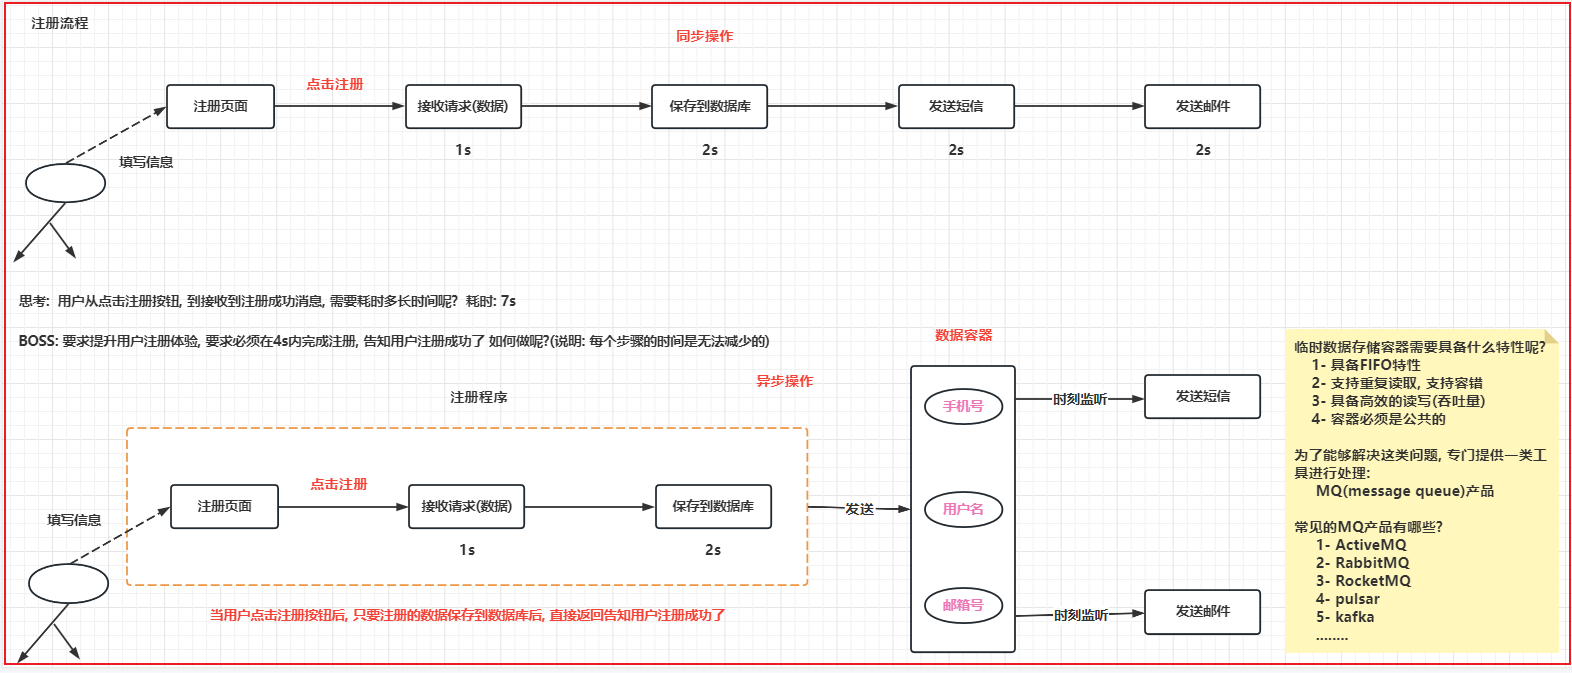 注册流程
同步操作
点击注册
注册页面
接收请求(数据)
保存到数据库
发送短信
发送邮件
填写信息
1s
2s
2s
2s
思考: 用户从点击注册按钮, 到接收到注册成功消息, 需要耗时多长时间呢? 耗时: 7s
BOSS: 要求提升用户注册体验, 要求必须在4s内完成注册, 告知用户注册成功了 如何做呢?(说明: 每个步骤的时间是无法减少的)
异步操作
注册程序
填写信息
注册页面
点击注册
接收请求(数据)
1s
保存到数据库
2s
当用户点击注册按钮后, 只要注册的数据保存到数据库后, 直接返回告知用户注册成功了
发送
数据容器
手机号
用户名
邮箱号
时刻监听
发送短信
时刻监听
发送邮件
临时数据存储容器需要具备什么特性呢?
1- 具备FIFO特性
2- 支持重复读取, 支持容错
3- 具备高效的读写(吞吐量)
4- 容器必须是公共的
为了能够解决这类问题, 专门提供一类工
具进行处理:
MQ(message queue)产品
常见的MQ产品有哪些?
1- ActiveMQ
2- RabbitMQ
3- RocketMQ
4- pulsar
5- kafka
........